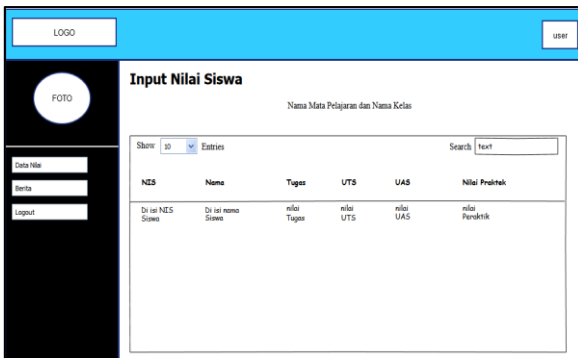 LOGO
user
FOTO
Input Nilai Siswa
Nama Mata Pelajaran dan Nama Kelas
Show 10 Entries Search text
Data Nilai
Berita
Logout
NIS Nama Tugas UTS UAS Nilai Praktek
Di isi NIS Di isi nama nilai nilai nilai nilai
Siswa Siswa Tugas UTS UAS Peraktik